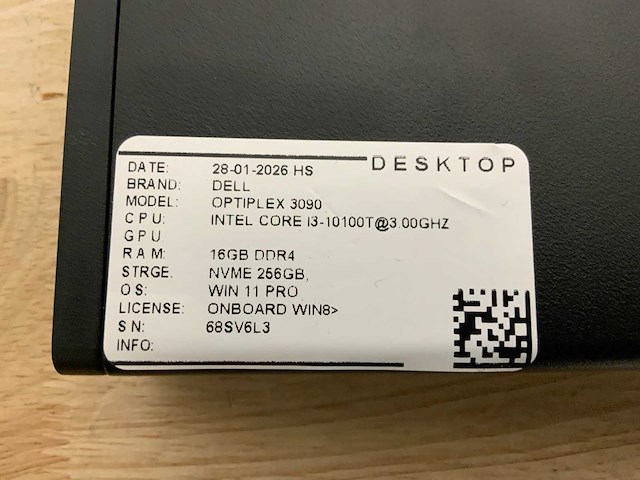 DESKTOP
DATE: 28-01-2026 HS
BRAND: DELL
MODEL: OPTIPLEX 3090
CPU: INTEL CORE i3-10100T@3.00GHZ
GPU
RAM: 16GB DDR4
STRGE: NVME 256GB,
OS: WIN 11 PRO
LICENSE: ONBOARD WIN8>
SN: 68SV6L3
INFO: